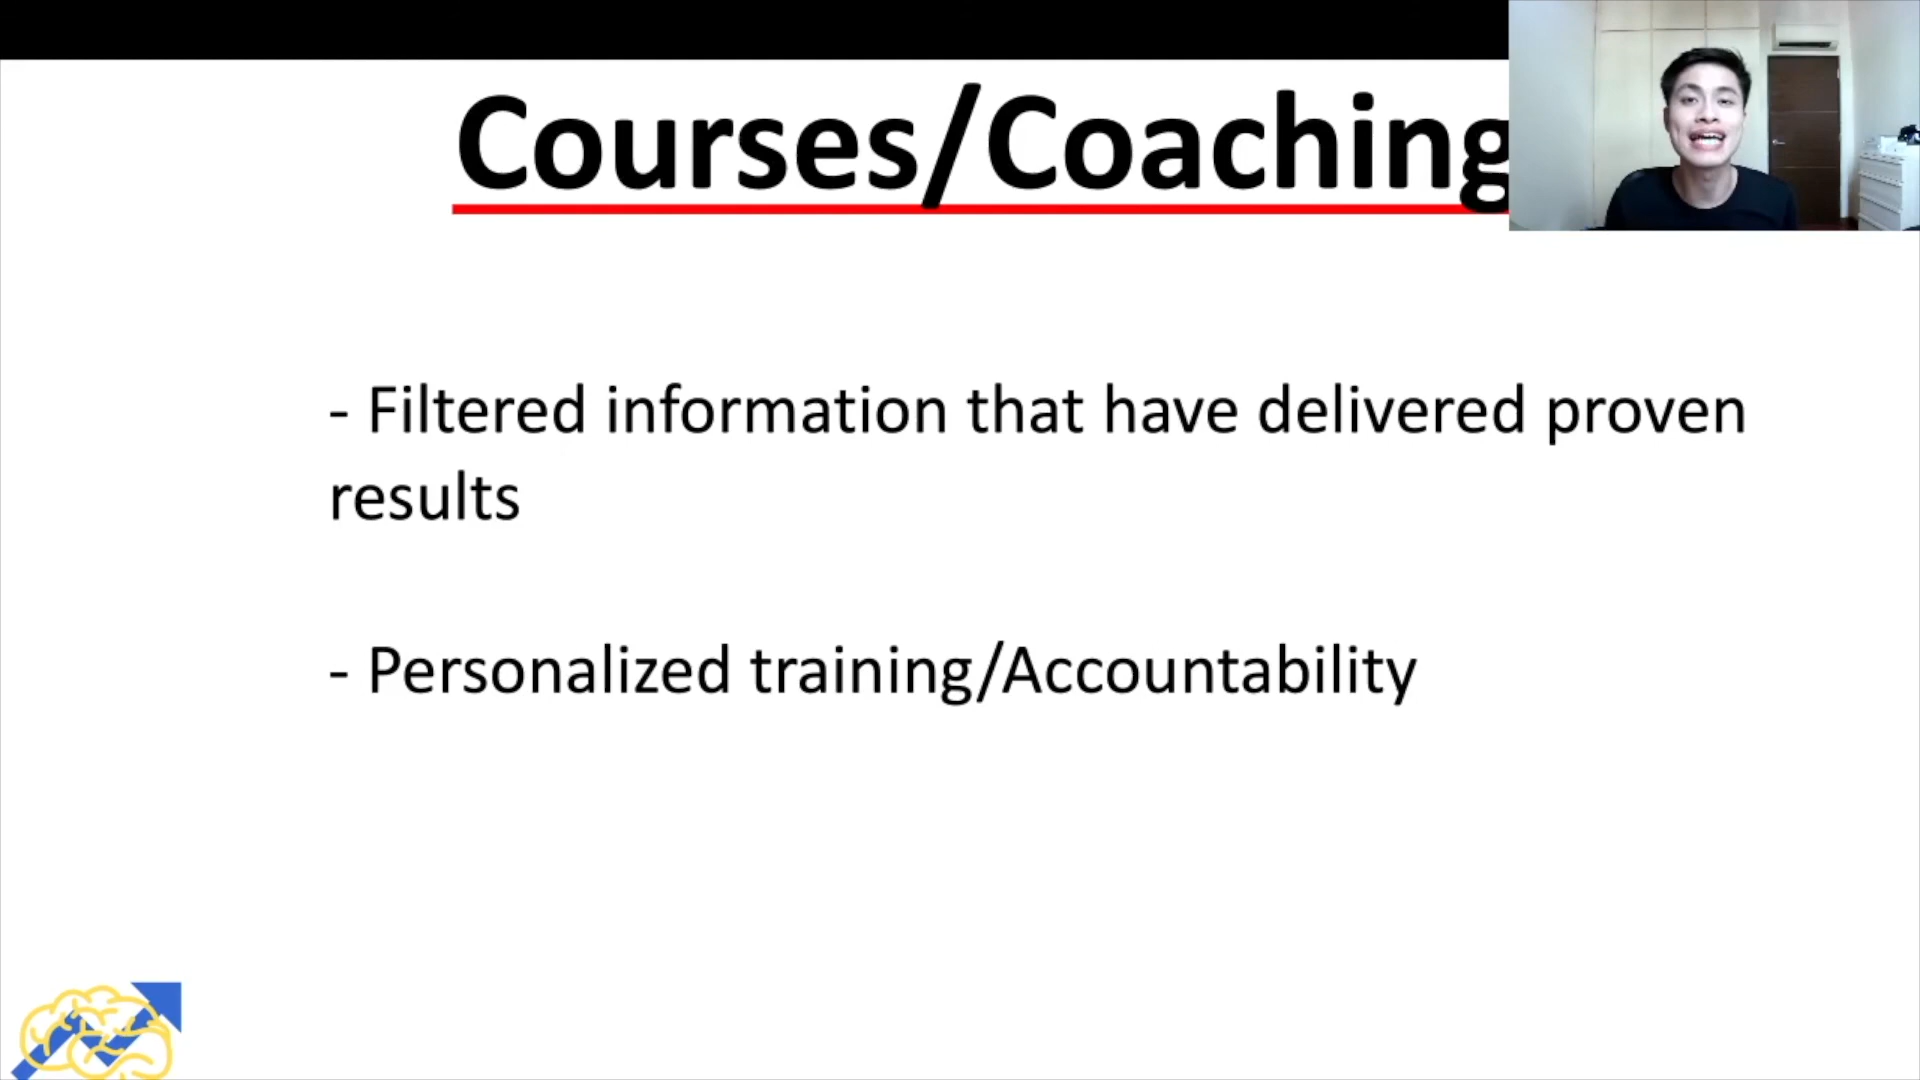 Courses/Coaching
- Filtered information that have delivered proven
results
- Personalized training/Accountability